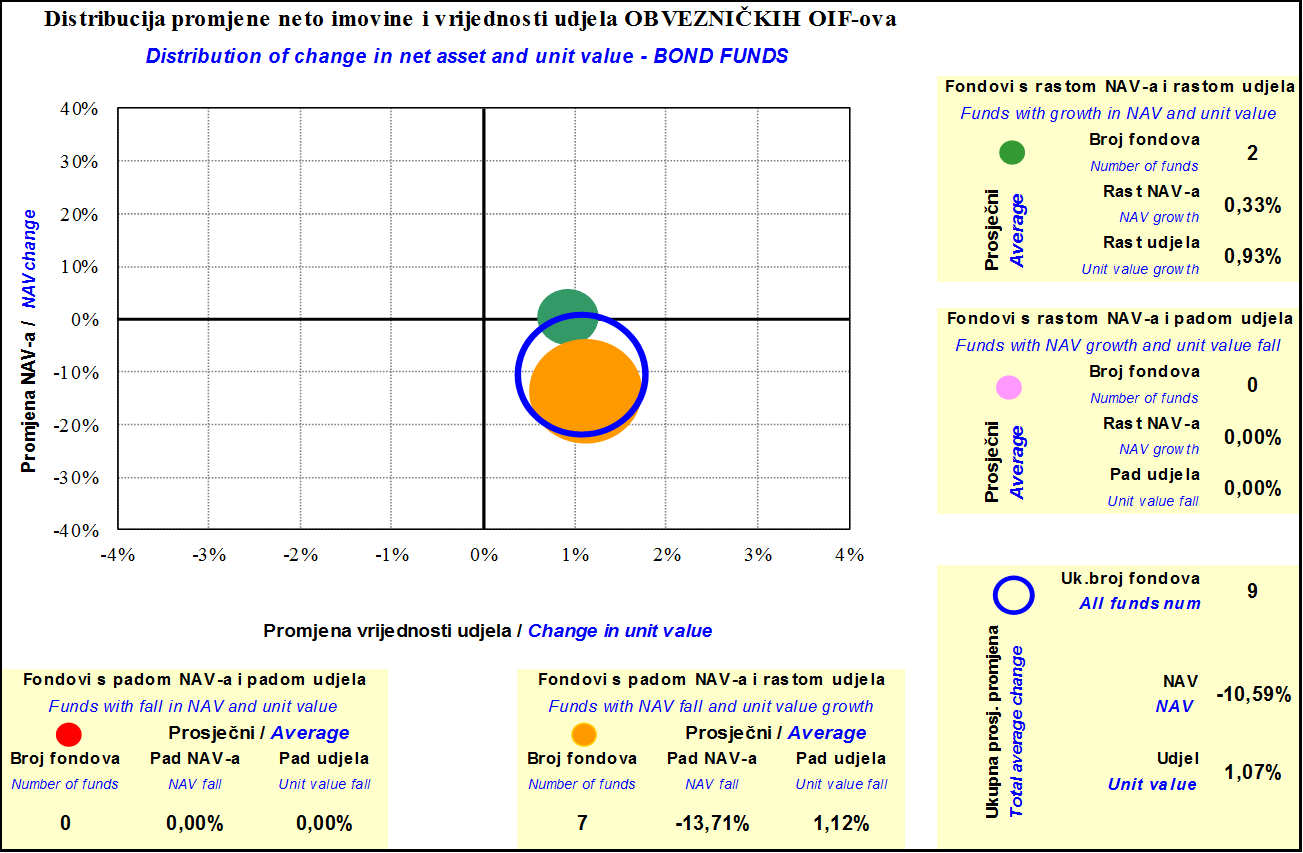 Distribucija promjene neto imovine i vrijednosti udjela OBVEZNIČKIH OIF-ova
Distribution of change in net asset and unit value - BOND FUNDS
40%
30%
20%
10%
0%
-10%
-20%
-30%
-40%
Promjena NAV-a / NAV change
-4%
-3%
-2%
-1%
0%
1%
2%
3%
4%
Promjena vrijednosti udjela / Change in unit value
Fondovi s rastom NAV-a i rastom udjela
Funds with growth in NAV and unit value
Broj fondova
Number of funds
2
Prosječni
Average
Rast NAV-a
NAV growth
0,33%
Rast udjela
Unit value growth
0,93%
Fondovi s rastom NAV-a i padom udjela
Funds with NAV growth and unit value fall
Broj fondova
Number of funds
0
Prosječni
Average
Rast NAV-a
NAV growth
0,00%
Pad udjela
Unit value fall
0,00%
Uk.broj fondova
All funds num
9
Ukupna prosj. promjena
Total average change
NAV
NAV
-10,59%
Udjel
Unit value
1,07%
Fondovi s padom NAV-a i padom udjela
Funds with fall in NAV and unit value
Prosječni / Average
Broj fondova Pad NAV-a Pad udjela
Number of funds NAV fall Unit value fall
0 0,00% 0,00%
Fondovi s padom NAV-a i rastom udjela
Funds with NAV fall and unit value growth
Prosječni / Average
Broj fondova Pad NAV-a Pad udjela
Number of funds NAV fall Unit value fall
7 -13,71% 1,12%